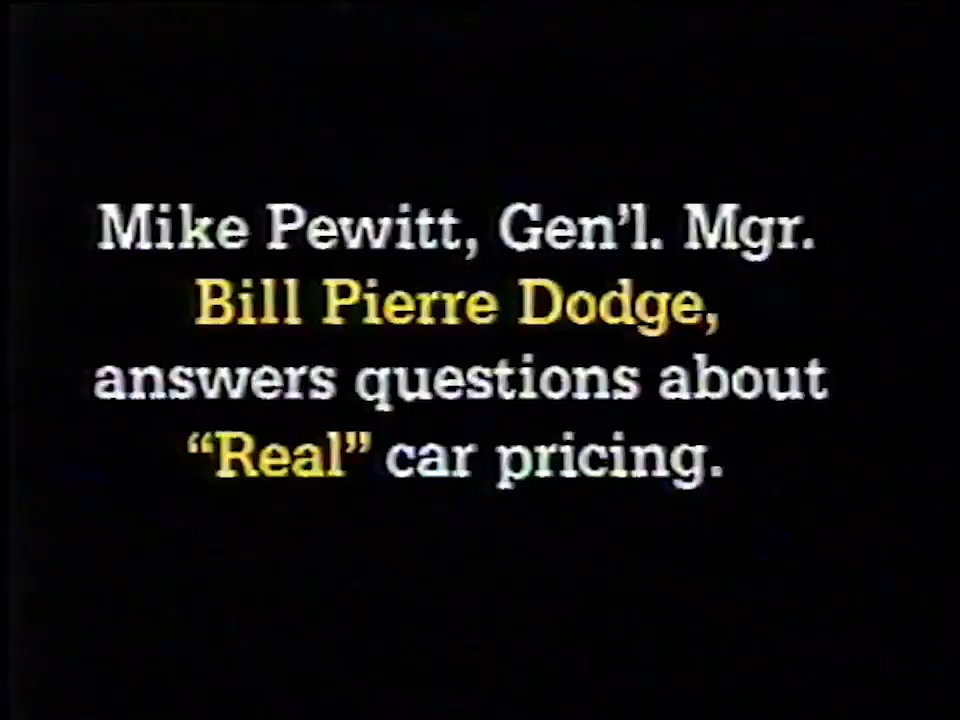 Mike Pewitt, Gen'l. Mgr.
Bill Pierre Dodge,
answers questions about
“Real” car pricing.